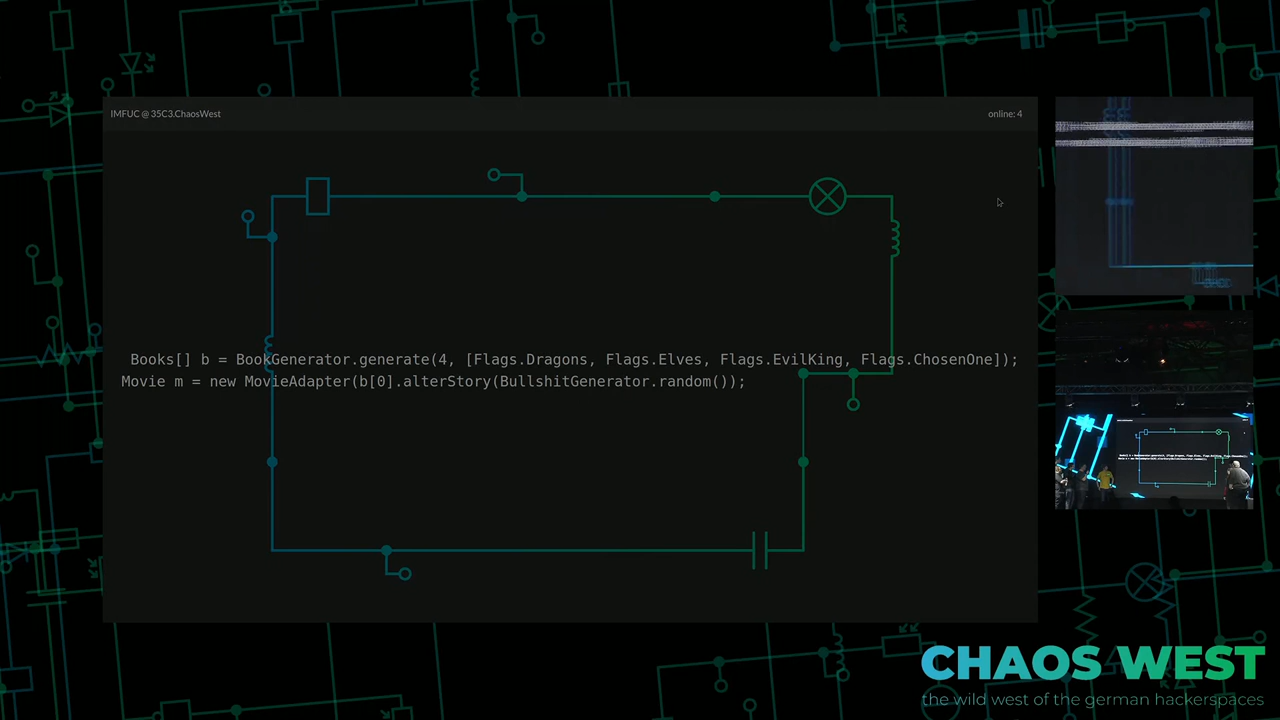 IMFUC @ 35C3.ChaosWest
online: 4
Books[] b = BookGenerator.generate(4, [Flags.Dragons, Flags.Elves, Flags.EvilKing, Flags.ChosenOne]);
Movie m = new MovieAdapter(b[0].alterStory(BullshitGenerator.random());
CHAOS WEST
the wild west of the german hackerspaces